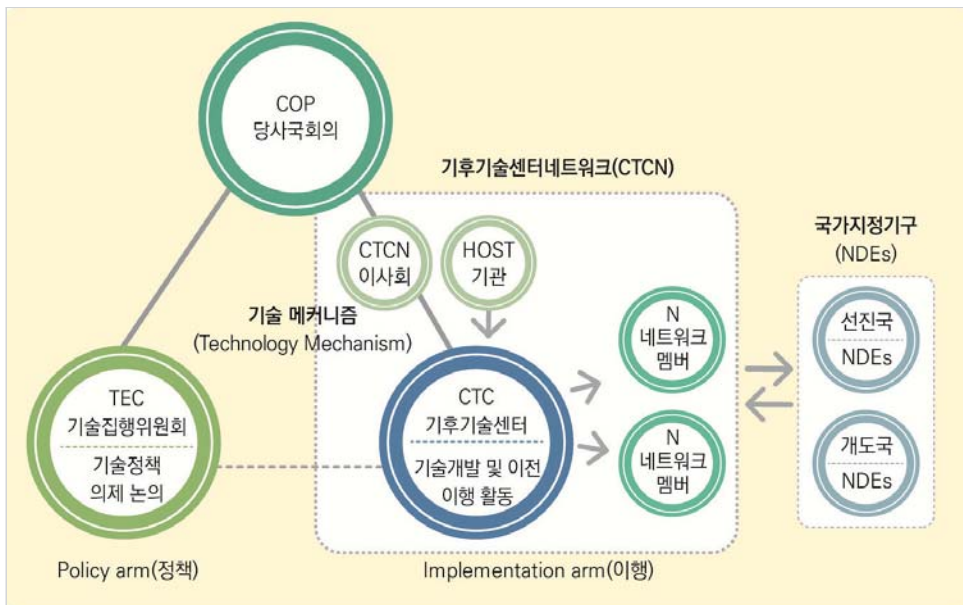 COP
당사국회의
기후기술센터네트워크(CTCN)
CTCN
이사회
HOST
기관
국가지정기구
(NDEs)
기술 메커니즘
(Technology Mechanism)
N
네트워크
멤버
선진국
NDEs
TEC
기술집행위원회
기술정책
의제 논의
CTC
기후기술센터
기술개발 및 이전
이행 활동
N
네트워크
멤버
개도국
NDEs
Policy arm(정책)
Implementation arm(이행)